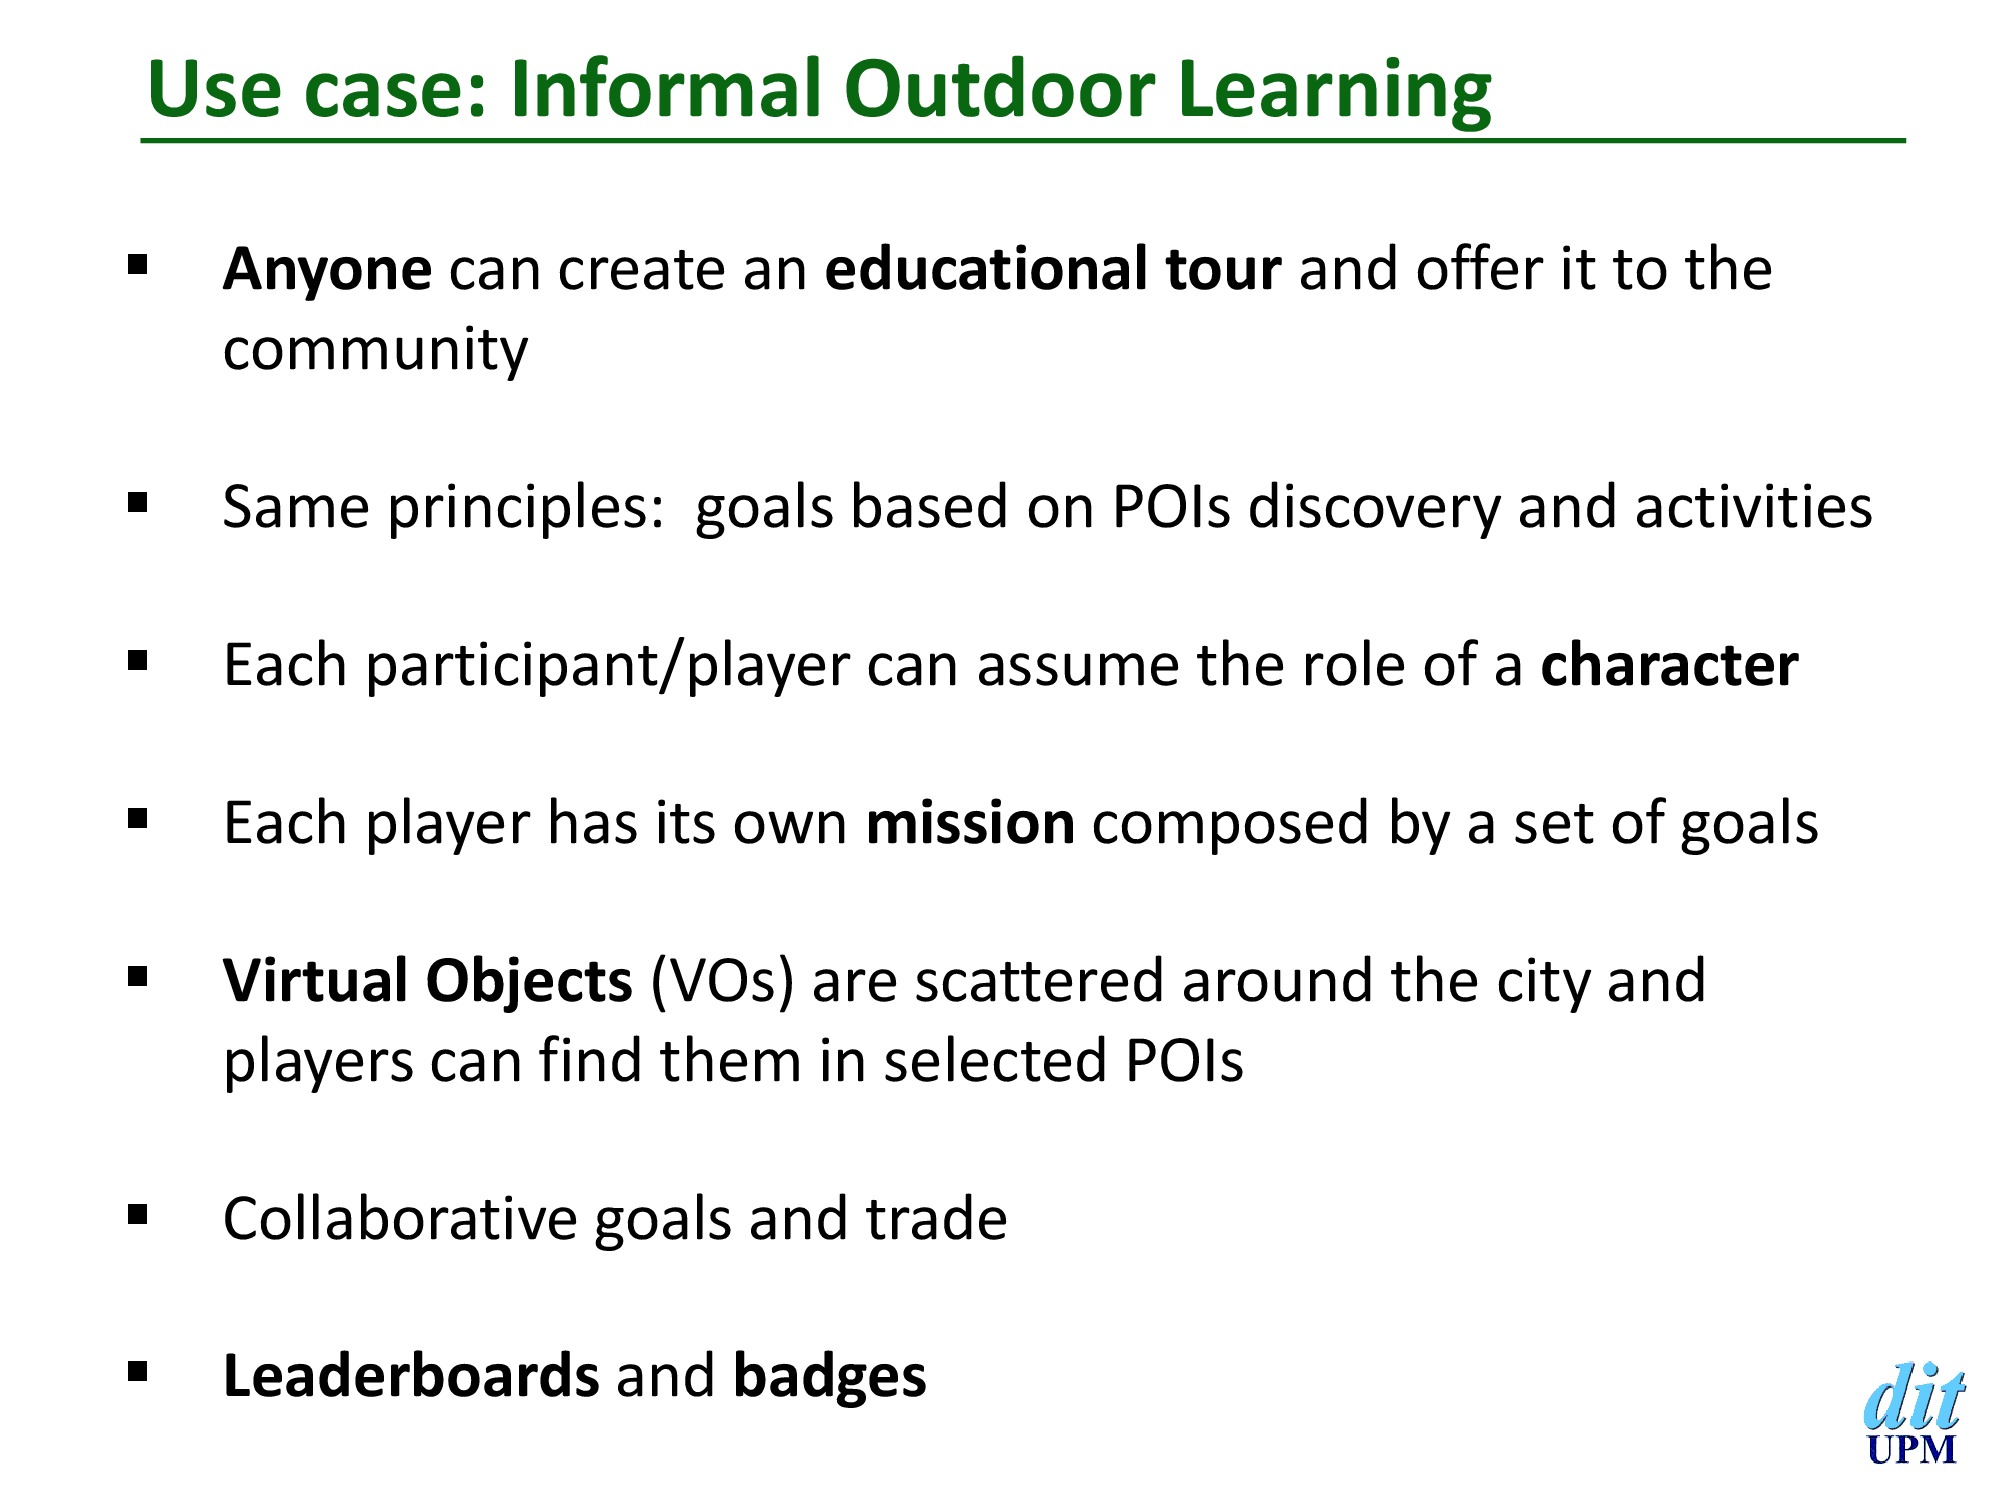 Use case: Informal Outdoor Learning
▪ Anyone can create an educational tour and offer it to the
community
▪ Same principles:  goals based on POIs discovery and activities
▪ Each participant/player can assume the role of a character
▪ Each player has its own mission composed by a set of goals
▪ Virtual Objects (VOs) are scattered around the city and
players can find them in selected POIs
▪ Collaborative goals and trade
▪ Leaderboards and badges
dit
UPM